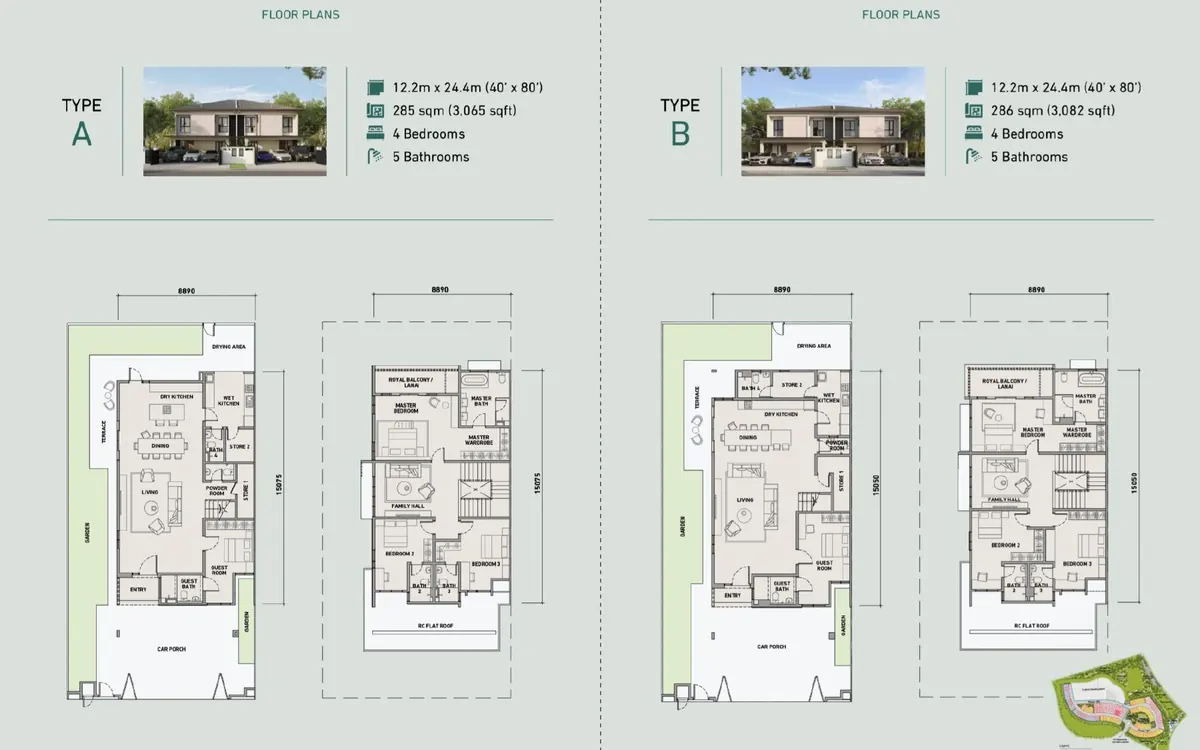 FLOOR PLANS
TYPE
A
12.2m x 24.4m (40' x 80')
285 sqm (3,065 sqft)
4 Bedrooms
5 Bathrooms
8890
DRYING AREA
DRY KITCHEN
WET
KITCHEN
TERRACE
DINING
BATH
4
STORE 2
LIVING
POWDER
ROOM
STORE 1
15075
GARDEN
GUEST
ROOM
ENTRY
GUEST
BATH
GARDEN
CAR PORCH
8890
ROYAL BALCONY /
LANAI
MASTER
BEDROOM
MASTER
BATH
MASTER
WARDROBE
FAMILY HALL
15075
BEDROOM 2
BEDROOM 3
BATH
2
BATH
3
RC FLAT ROOF
FLOOR PLANS
TYPE
B
12.2m x 24.4m (40' x 80')
286 sqm (3,082 sqft)
4 Bedrooms
5 Bathrooms
8890
DRYING AREA
BATH 4
STORE 2
WET
KITCHEN
TERRACE
DRY KITCHEN
DINING
POWDER
ROOM
STORE 1
LIVING
15050
GARDEN
GUEST
ROOM
GUEST
BATH
ENTRY
GARDEN
CAR PORCH
8890
ROYAL BALCONY /
LANAI
MASTER
BATH
MASTER
BEDROOM
MASTER
WARDROBE
FAMILY HALL
15050
BEDROOM 2
BEDROOM 3
BATH
2
BATH
3
RC FLAT ROOF